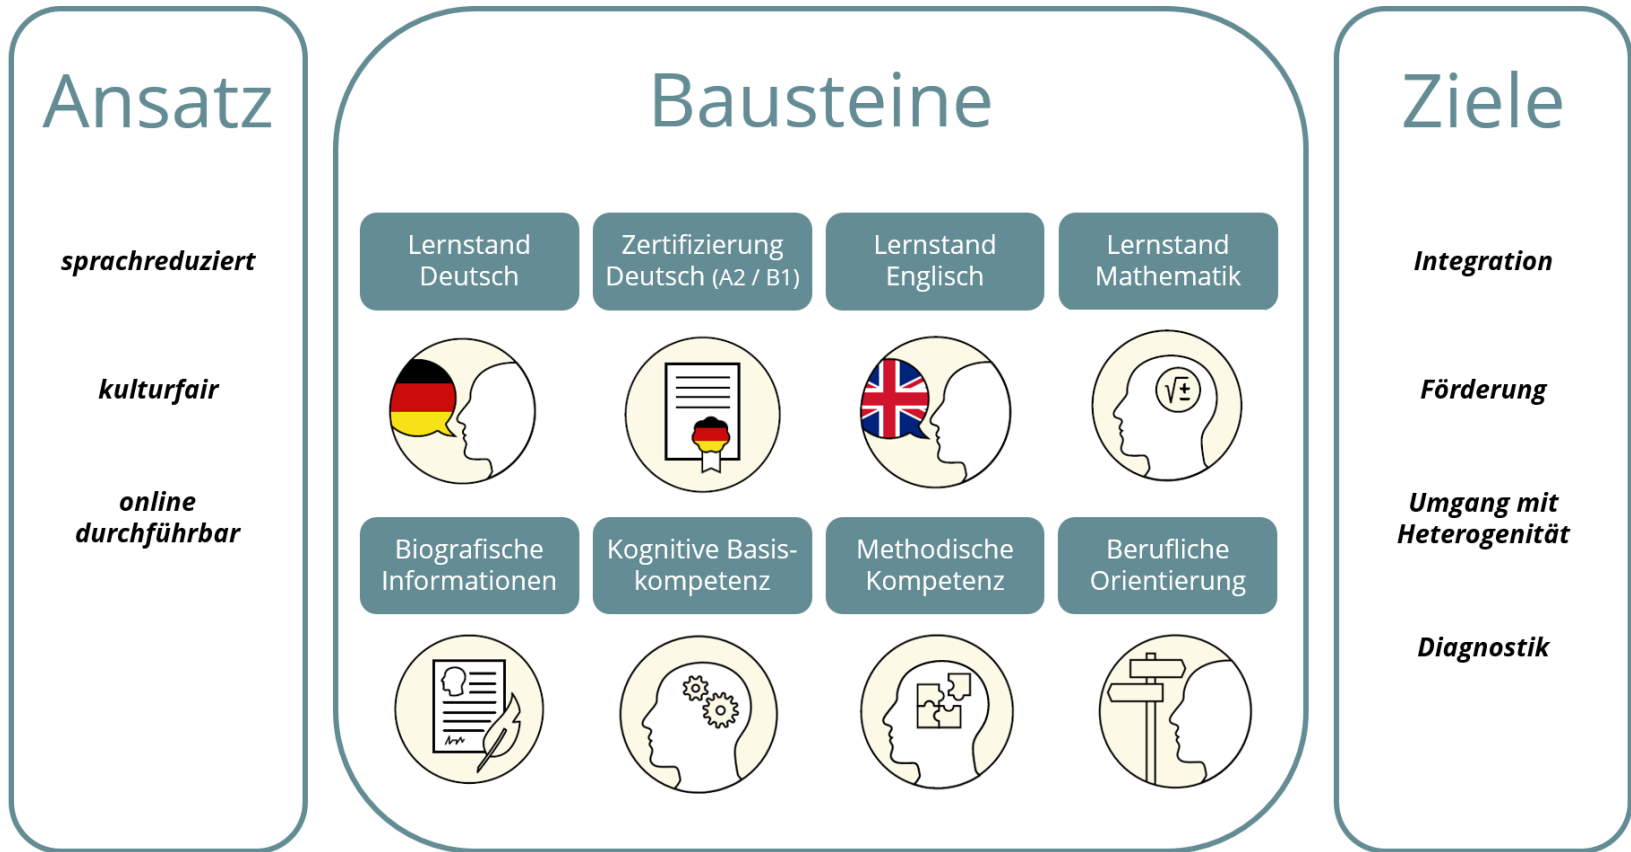 Ansatz
sprachreduziert
kulturfair
online
durchführbar
Bausteine
Lernstand
Deutsch
Zertifizierung
Deutsch (A2 / B1)
Lernstand
Englisch
Lernstand
Mathematik
√±
Biografische
Informationen
Kognitive Basis-
kompetenz
Methodische
Kompetenz
Berufliche
Orientierung
Ziele
Integration
Förderung
Umgang mit
Heterogenität
Diagnostik